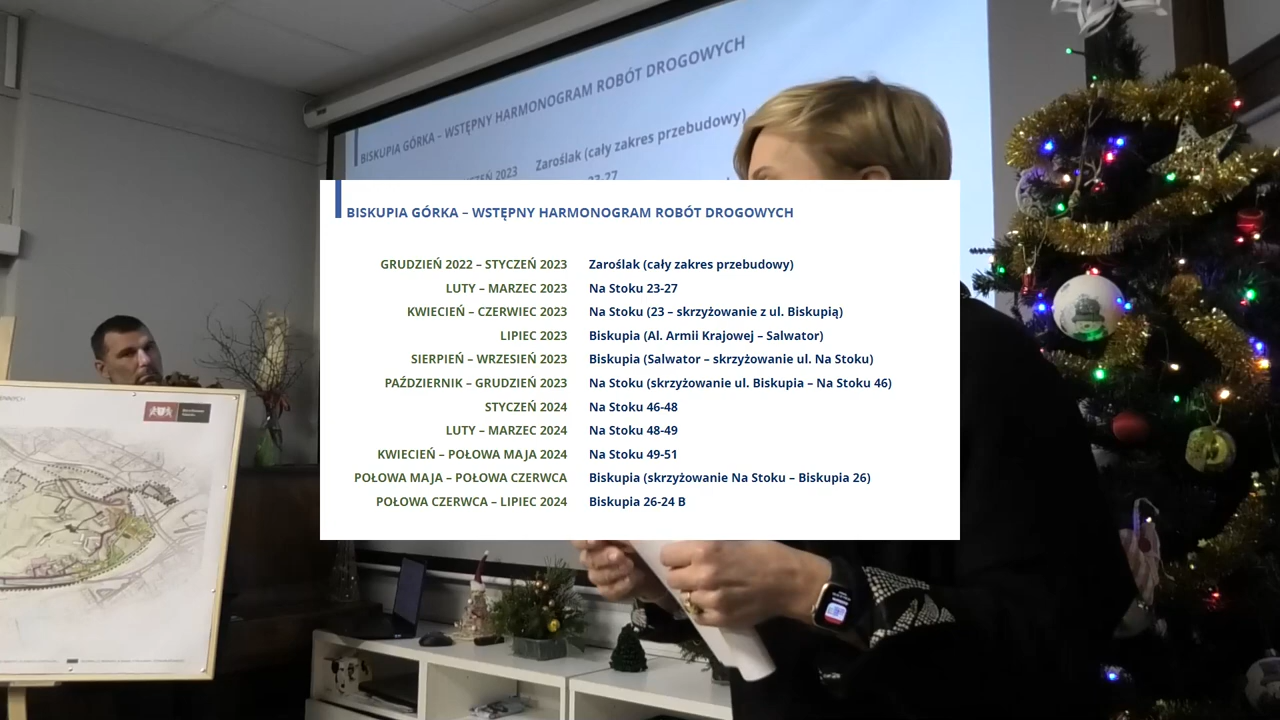 BISKUPIA GÓRKA – WSTĘPNY HARMONOGRAM ROBÓT DROGOWYCH
Zaroślak (cały zakres przebudowy)
2023
23-27
BISKUPIA GÓRKA – WSTĘPNY HARMONOGRAM ROBÓT DROGOWYCH
GRUDZIEŃ 2022 – STYCZEŃ 2023 Zaroślak (cały zakres przebudowy)
LUTY – MARZEC 2023 Na Stoku 23-27
KWIECIEŃ – CZERWIEC 2023 Na Stoku (23 – skrzyżowanie z ul. Biskupią)
LIPIEC 2023 Biskupia (Al. Armii Krajowej – Salwator)
SIERPIEŃ – WRZESIEŃ 2023 Biskupia (Salwator – skrzyżowanie ul. Na Stoku)
PAŹDZIERNIK – GRUDZIEŃ 2023 Na Stoku (skrzyżowanie ul. Biskupia – Na Stoku 46)
STYCZEŃ 2024 Na Stoku 46-48
LUTY – MARZEC 2024 Na Stoku 48-49
KWIECIEŃ – POŁOWA MAJA 2024 Na Stoku 49-51
POŁOWA MAJA – POŁOWA CZERWCA Biskupia (skrzyżowanie Na Stoku – Biskupia 26)
POŁOWA CZERWCA – LIPIEC 2024 Biskupia 26-24 B